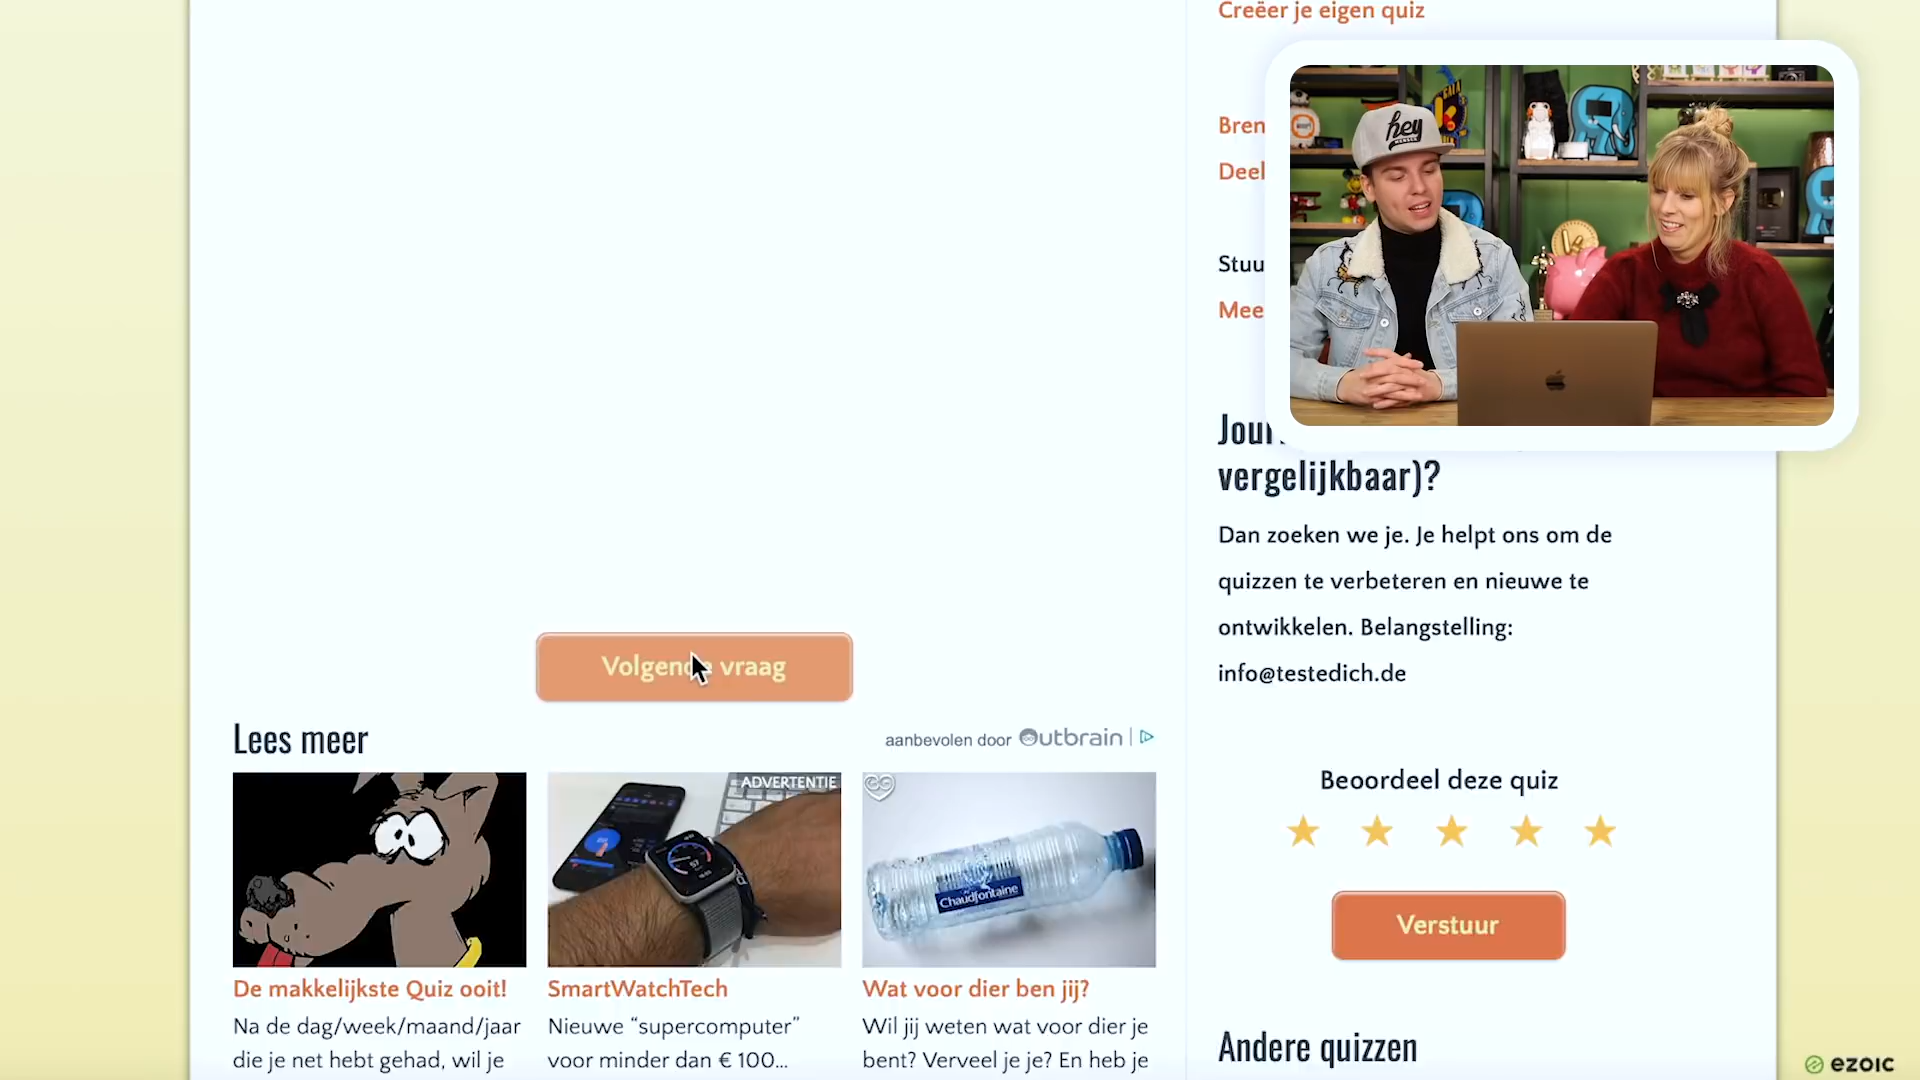 Creëer je eigen quiz
hey
Bren
Deel
Stuu
Mee
vergelijkbaar)?
Dan zoeken we je. Je helpt ons om de
quizzen te verbeteren en nieuwe te
ontwikkelen. Belangstelling:
info@testedich.de
Volgende vraag
Lees meer
aanbevolen door Outbrain
ADVERTENTIE
Chaudfontaine
De makkelijkste Quiz ooit!
Na de dag/week/maand/jaar
die je net hebt gehad, wil je
SmartWatchTech
Nieuwe “supercomputer”
voor minder dan € 100...
Wat voor dier ben jij?
Wil jij weten wat voor dier je
bent? Verveel je je? En heb je
Beoordeel deze quiz
Verstuur
Andere quizzen
ezoic